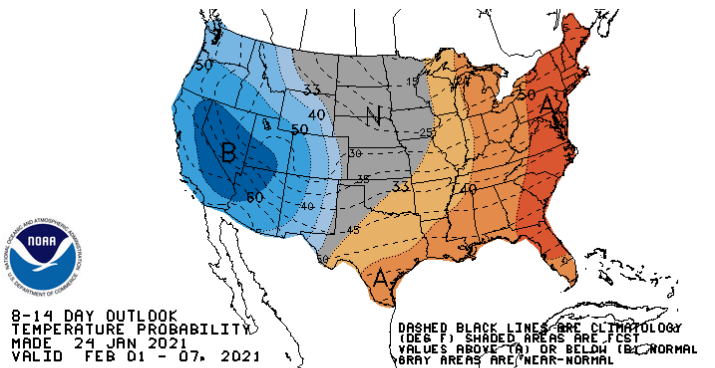 50
33
15
40
50
N
50
A
B
25
30
35
33
40
60
40
45
A
NATIONAL OCEANIC AND ATMOSPHERIC ADMINISTRATION
NOAA
U.S. DEPARTMENT OF COMMERCE
8-14 DAY OUTLOOK
TEMPERATURE PROBABILITY
MADE 24 JAN 2021
VALID FEB 01 - 07, 2021
DASHED BLACK LINES ARE CLIMATOLOGY
(DEG F) SHADED AREAS ARE FCST
VALUES ABOVE (A) OR BELOW (B) NORMAL
GRAY AREAS ARE NEAR-NORMAL